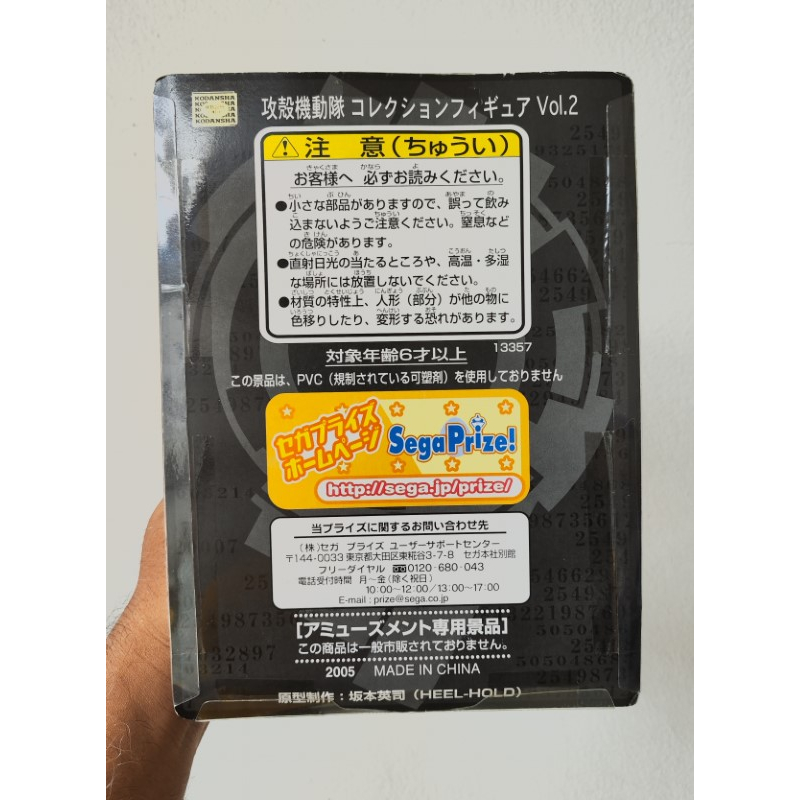 KODANSHA
KODANSHA
KODANSHA
KODANSHA
攻殻機動隊 コレクションフィギュア Vol.2
注 意(ちゅうい)
お客様へ 必ずお読みください。
●小さな部品がありますので、誤って飲み
込まないようご注意ください。窒息など
の危険があります。
●直射日光の当たるところや、高温・多湿
な場所には放置しないでください。
●材質の特性上、人形(部分)が他の物に
色移りしたり、変形する恐れがあります。
対象年齢6才以上
13357
この景品は、PVC(規制されている可塑剤)を使用しておりません
セガプライズ
ホームページ
SegaPrize!
http://sega.jp/prize/
当プライズに関するお問い合わせ先
(株)セガ プライズ ユーザーサポートセンター
〒144-0033 東京都大田区東糀谷3-7-8 セガ本社別館
フリーダイヤル 0120-680-043
電話受付時間 月~金(除く祝日)
10:00~12:00/13:00~17:00
E-mail : prize@sega.co.jp
[アミューズメント専用景品]
この商品は一般市販されておりません。
2005 MADE IN CHINA
原型制作:坂本英司(HEEL-HOLD)